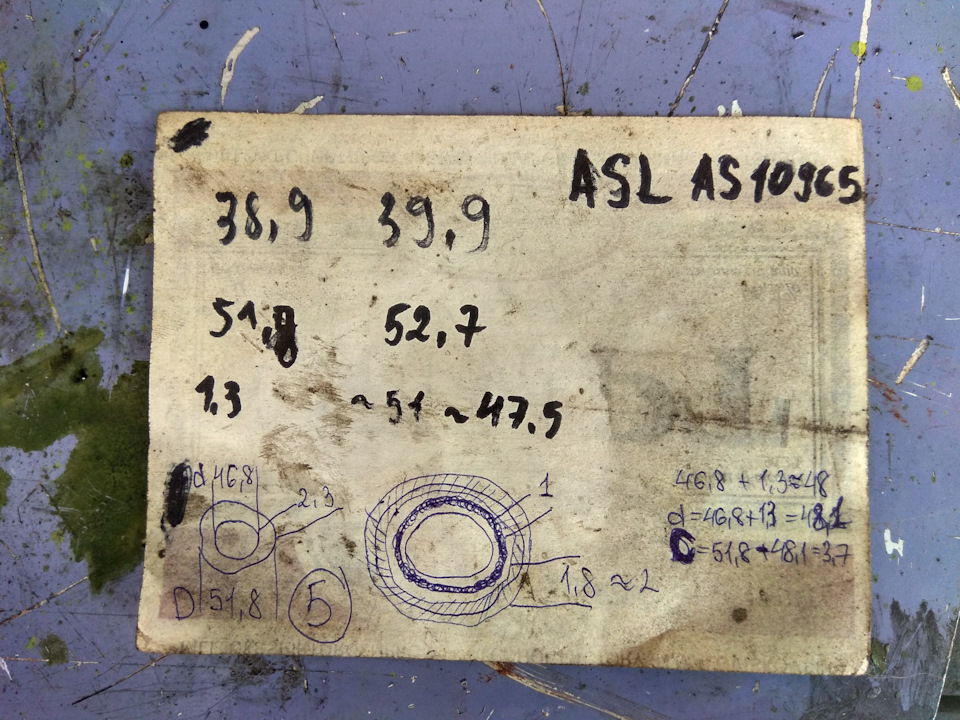 ASL AS10965
38,9 39,9
51,8 52,7
1,3 ~51 ~47,5
d 46,8
2,3
D 51,8
5
1
1,8 ≈ 2
46,8 + 1,3 ≈ 48
d = 46,8 + 1,3 = 48,1
= 51,8 - 48,1 = 3,7